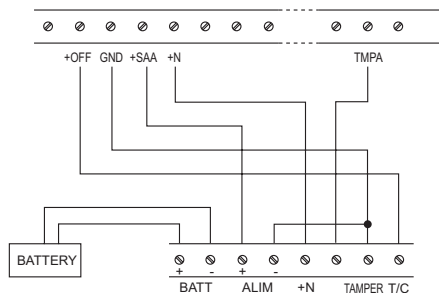 +OFF GND +SAA +N TMPA
BATTERY
+ - + -
BATT ALIM +N TAMPER T/C